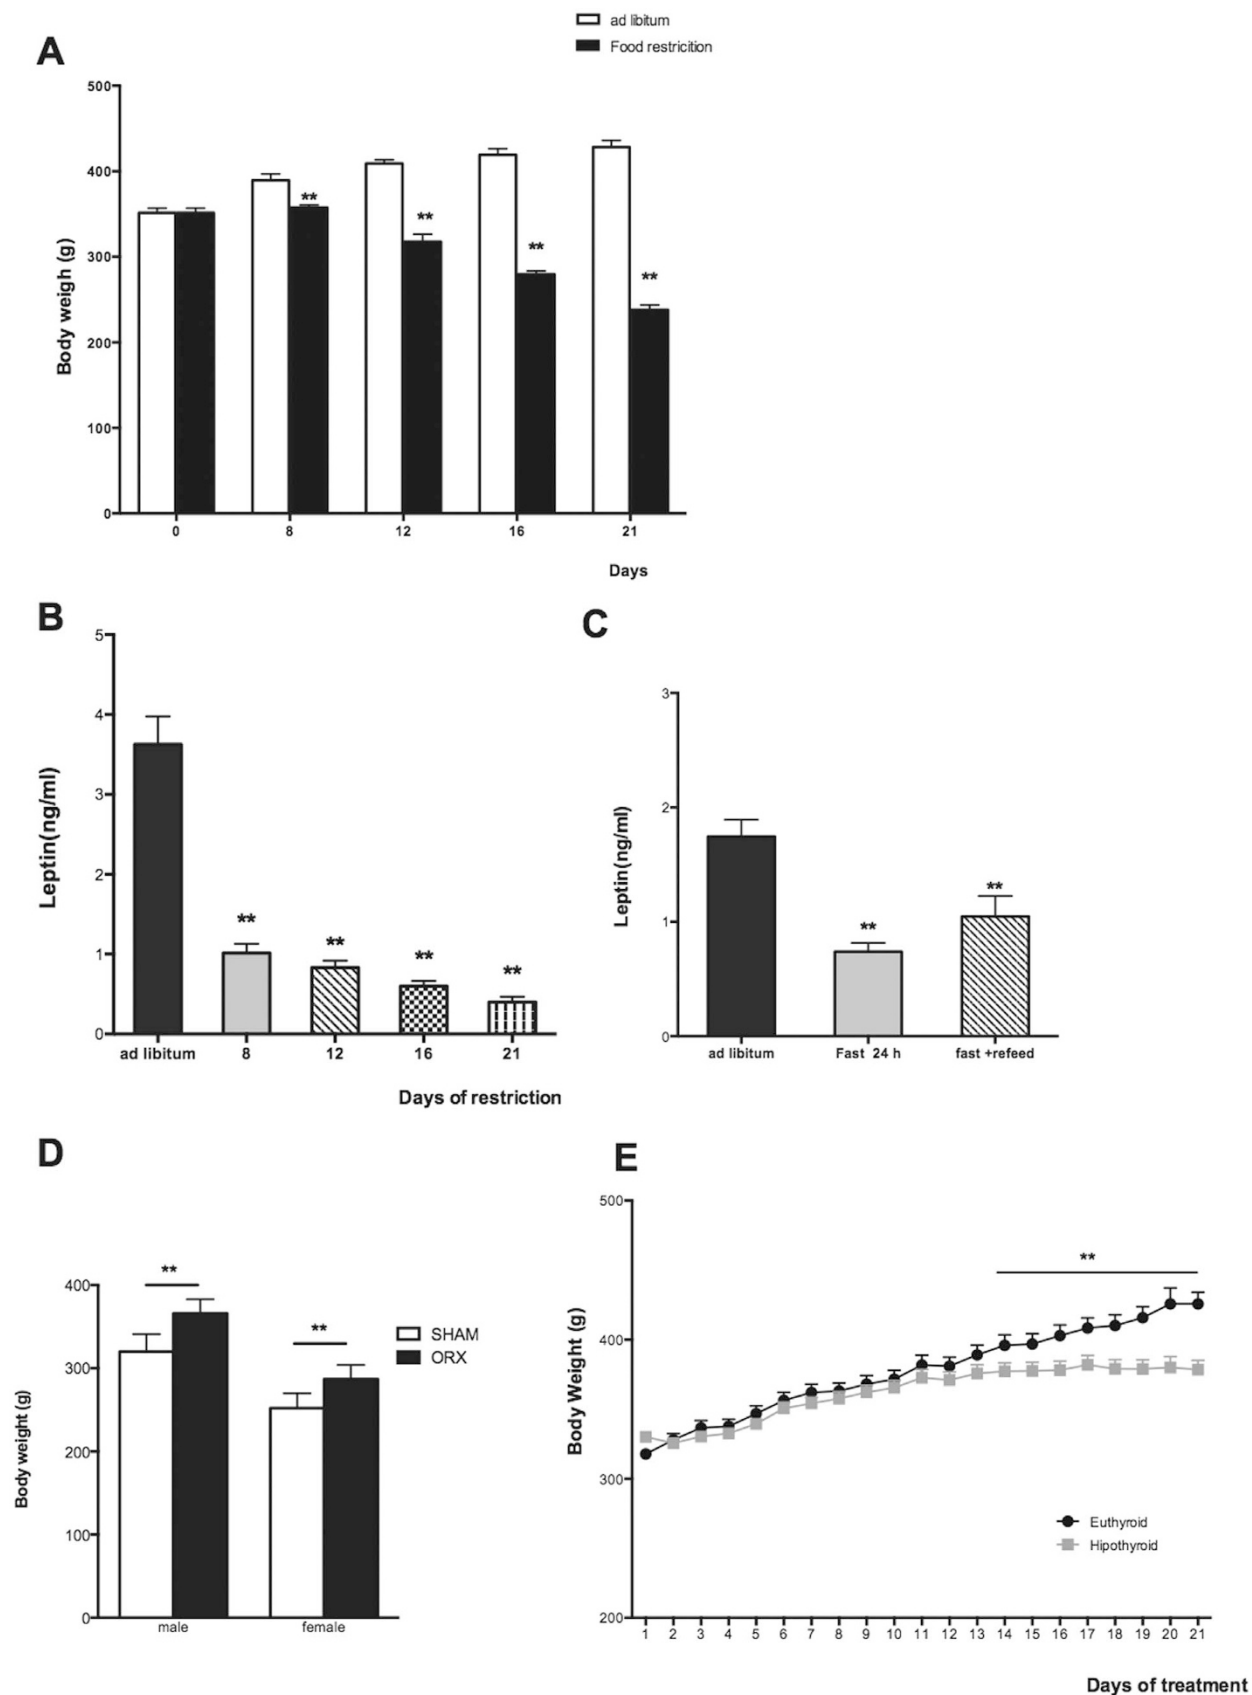 ad libitum
Food restricition
A
500
400
300
200
100
0
Body weigh (g)
**
**
**
**
0 8 12 16 21
Days
B
5
4
3
2
1
0
Leptin(ng/ml)
**
**
**
**
ad libitum 8 12 16 21
Days of restriction
C
3
2
1
0
Leptin(ng/ml)
**
**
ad libitum Fast 24 h fast +refeed
D
400
300
200
100
0
Body weight (g)
**
**
SHAM
ORX
male female
E
500
400
300
200
Body Weight (g)
**
Euthyroid
Hipothyroid
1 2 3 4 5 6 7 8 9 10 11 12 13 14 15 16 17 18 19 20 21
Days of treatment